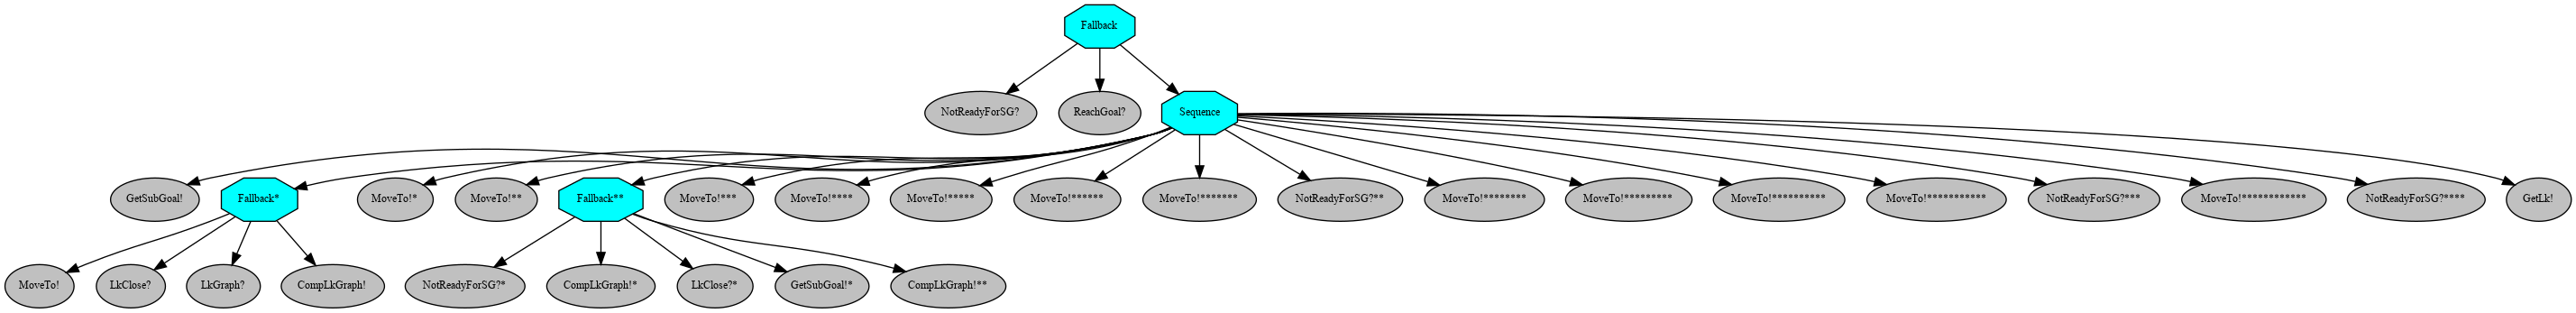 Fallback
NotReadyForSG?
ReachGoal?
Sequence
GetSubGoal!
Fallback*
MoveTo!*
MoveTo!**
Fallback**
MoveTo!***
MoveTo!****
MoveTo!*****
MoveTo!******
MoveTo!*******
NotReadyForSG?**
MoveTo!********
MoveTo!*********
MoveTo!**********
MoveTo!***********
NotReadyForSG?***
MoveTo!************
NotReadyForSG?****
GetLk!
MoveTo!
LkClose?
LkGraph?
CompLkGraph!
NotReadyForSG?*
CompLkGraph!*
LkClose?*
GetSubGoal!*
CompLkGraph!**